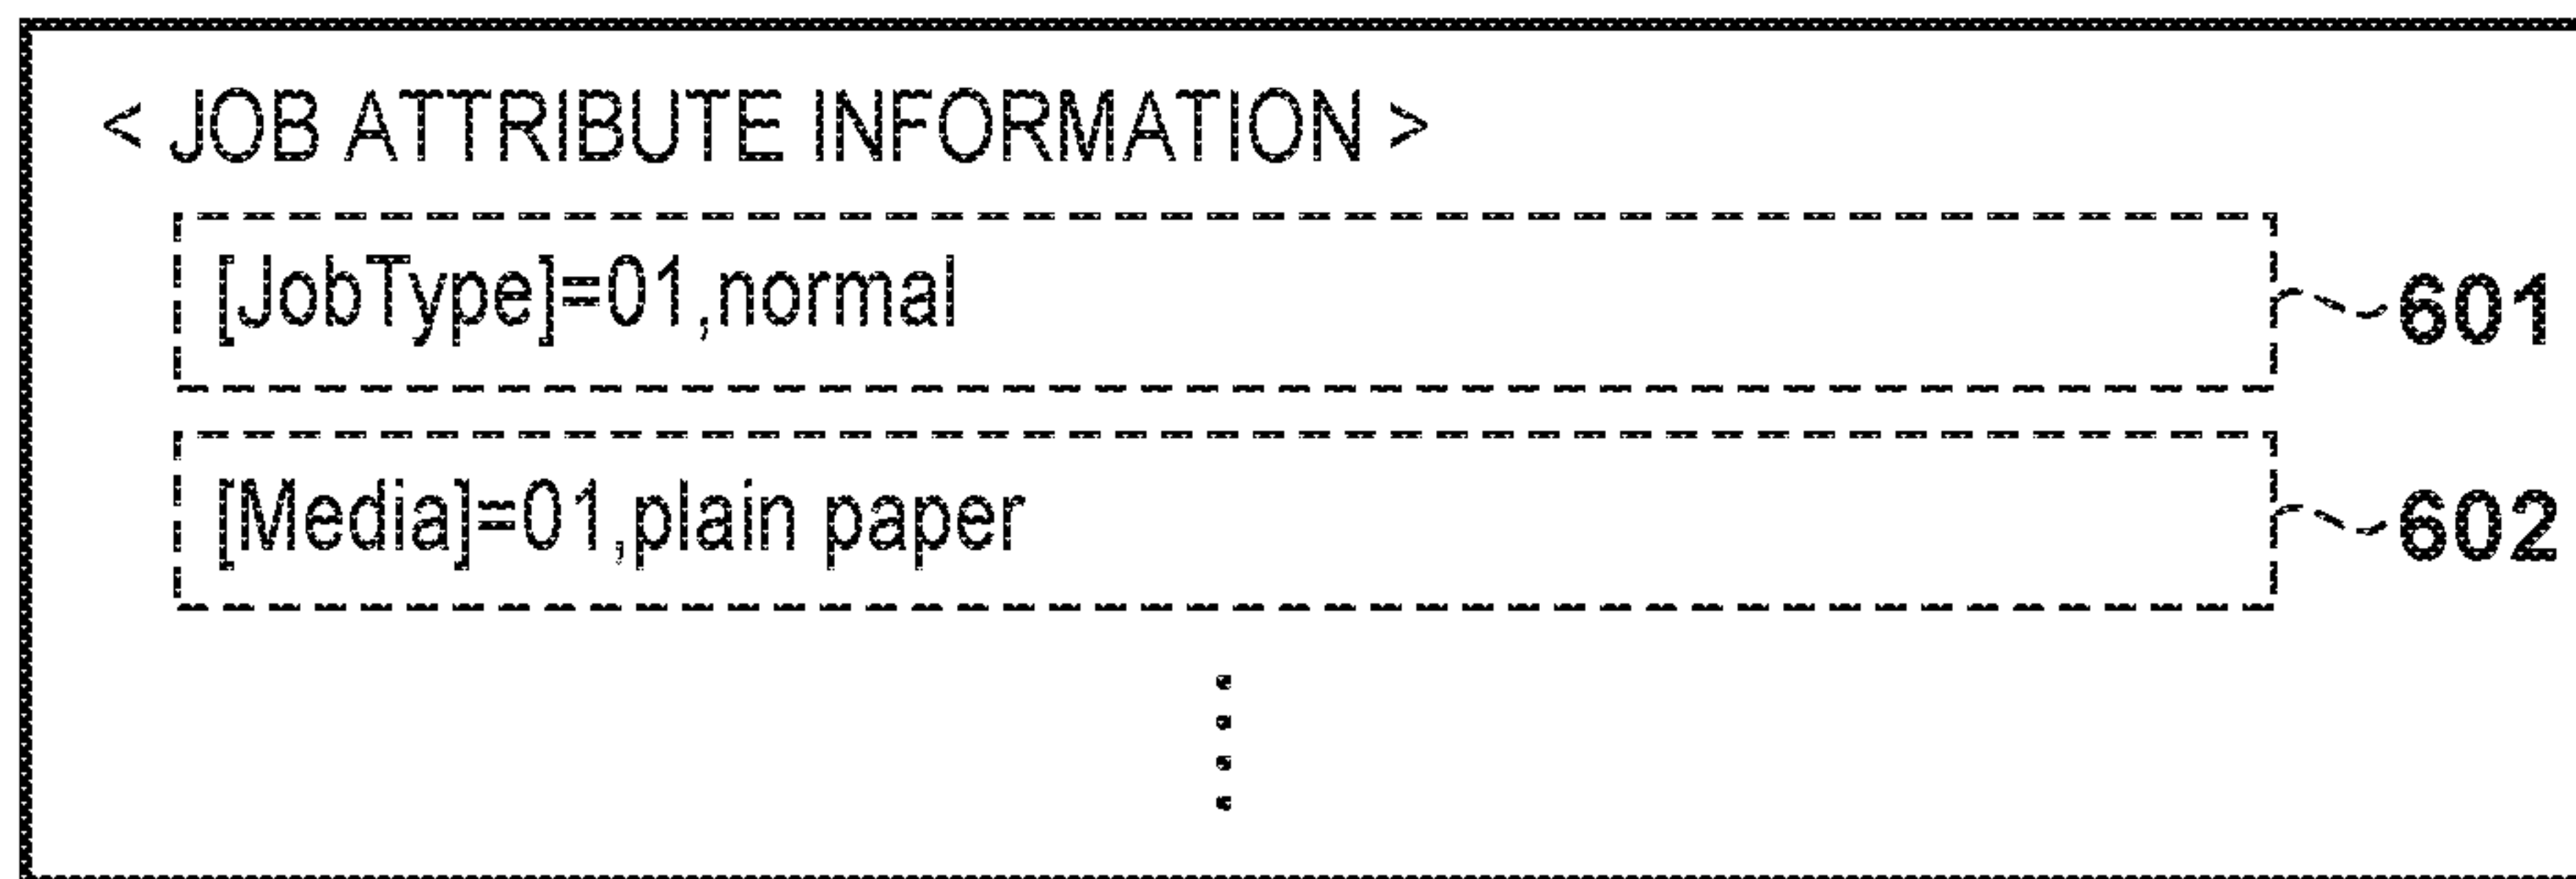 < JOB ATTRIBUTE INFORMATION >
[JobType]=01,normal
601
[Media]=01,plain paper
602